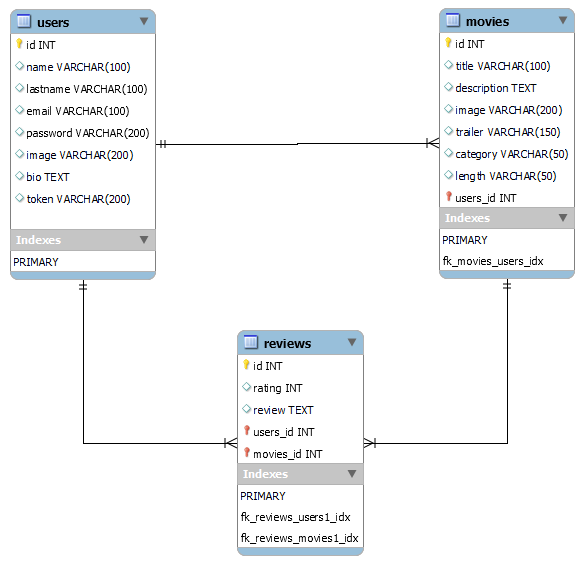 users
id INT
name VARCHAR(100)
lastname VARCHAR(100)
email VARCHAR(100)
password VARCHAR(200)
image VARCHAR(200)
bio TEXT
token VARCHAR(200)
Indexes
PRIMARY
movies
id INT
title VARCHAR(100)
description TEXT
image VARCHAR(200)
trailer VARCHAR(150)
category VARCHAR(50)
length VARCHAR(50)
users_id INT
Indexes
PRIMARY
fk_movies_users_idx
reviews
id INT
rating INT
review TEXT
users_id INT
movies_id INT
Indexes
PRIMARY
fk_reviews_users1_idx
fk_reviews_movies1_idx